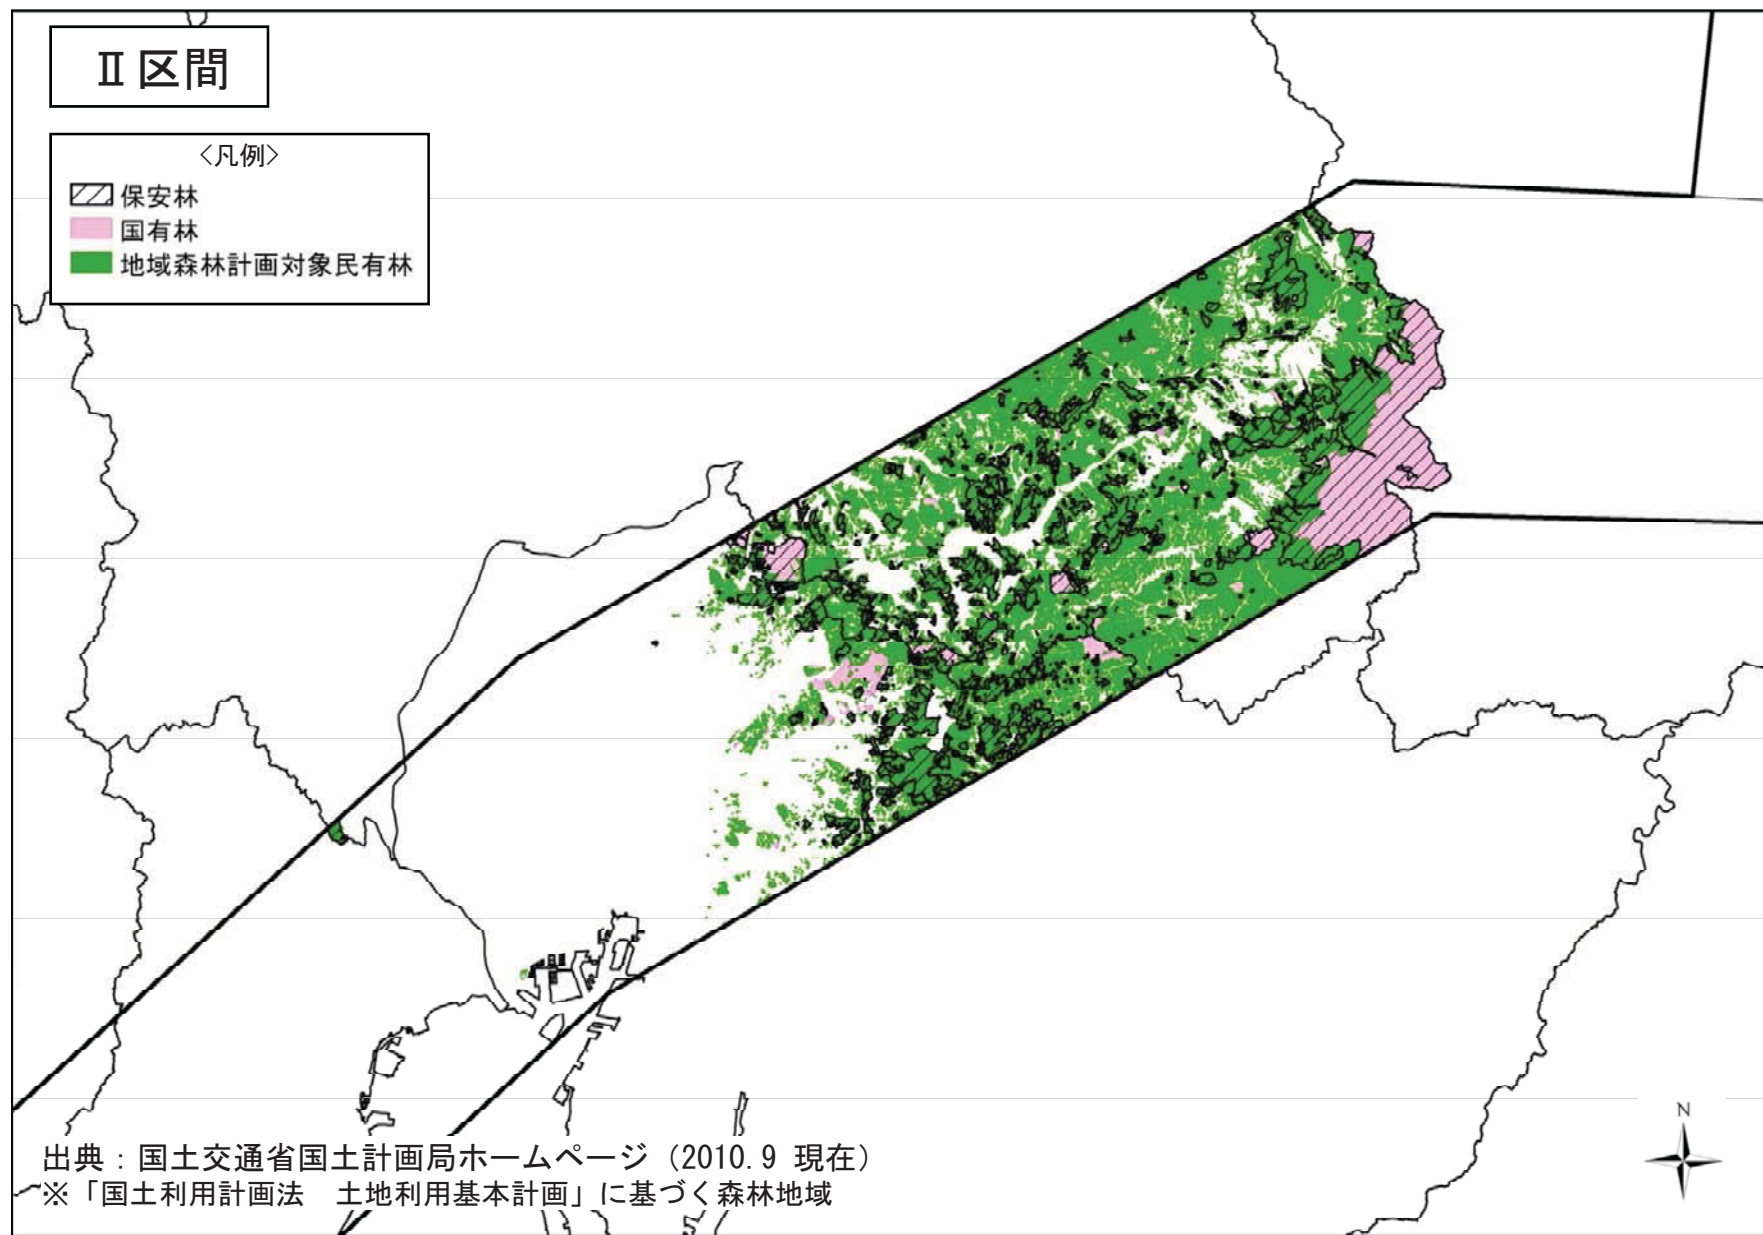 Ⅱ区間
<凡例>
保安林
国有林
地域森林計画対象民有林
N
出典：国土交通省国土計画局ホームページ（2010.9 現在）
※「国土利用計画法　土地利用基本計画」に基づく森林地域